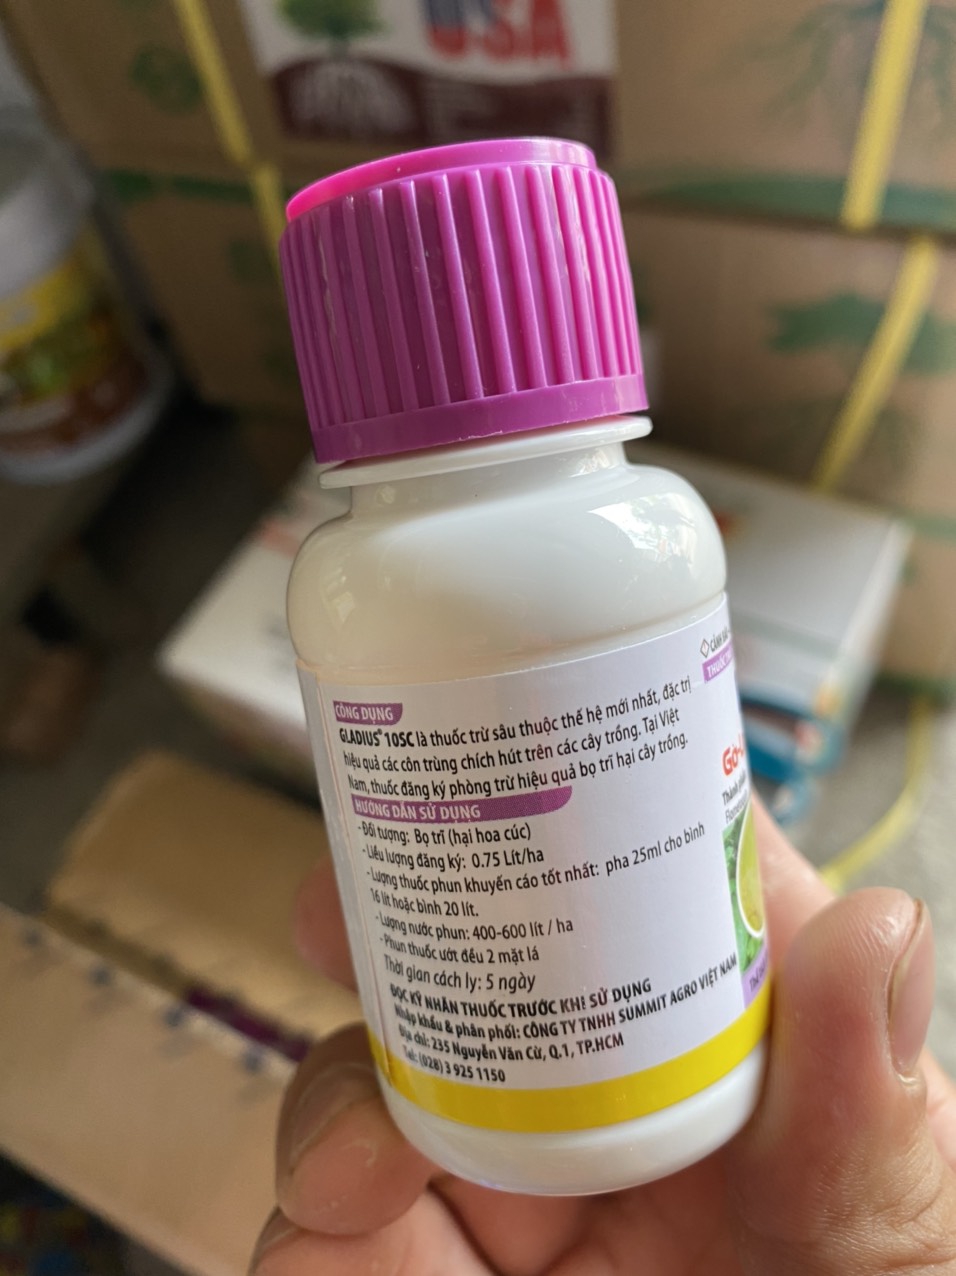 USA
CÔNG DỤNG
GLADIUS® 10SC là thuốc trừ sâu thuộc thế hệ mới nhất, đặc trị
hiệu quả các côn trùng chích hút trên các cây trồng. Tại Việt
Nam, thuốc đăng ký phòng trừ hiệu quả bọ trĩ hại cây trồng.
HƯỚNG DẪN SỬ DỤNG
- Đối tượng: Bọ trĩ (hại hoa cúc)
- Liều lượng đăng ký: 0.75 Lít/ha
- Lượng thuốc phun khuyến cáo tốt nhất: pha 25ml cho bình
16 lít hoặc bình 20 lít.
- Lượng nước phun: 400-600 lít / ha
- Phun thuốc ướt đều 2 mặt lá
Thời gian cách ly: 5 ngày
ĐỌC KỸ NHÃN THUỐC TRƯỚC KHI SỬ DỤNG
Nhập khẩu & phân phối: CÔNG TY TNHH SUMMIT AGRO VIỆT NAM
Địa chỉ: 235 Nguyễn Văn Cừ, Q.1, TP.HCM
Tel: (028) 3 925 1150
THUỐC
Thành phần